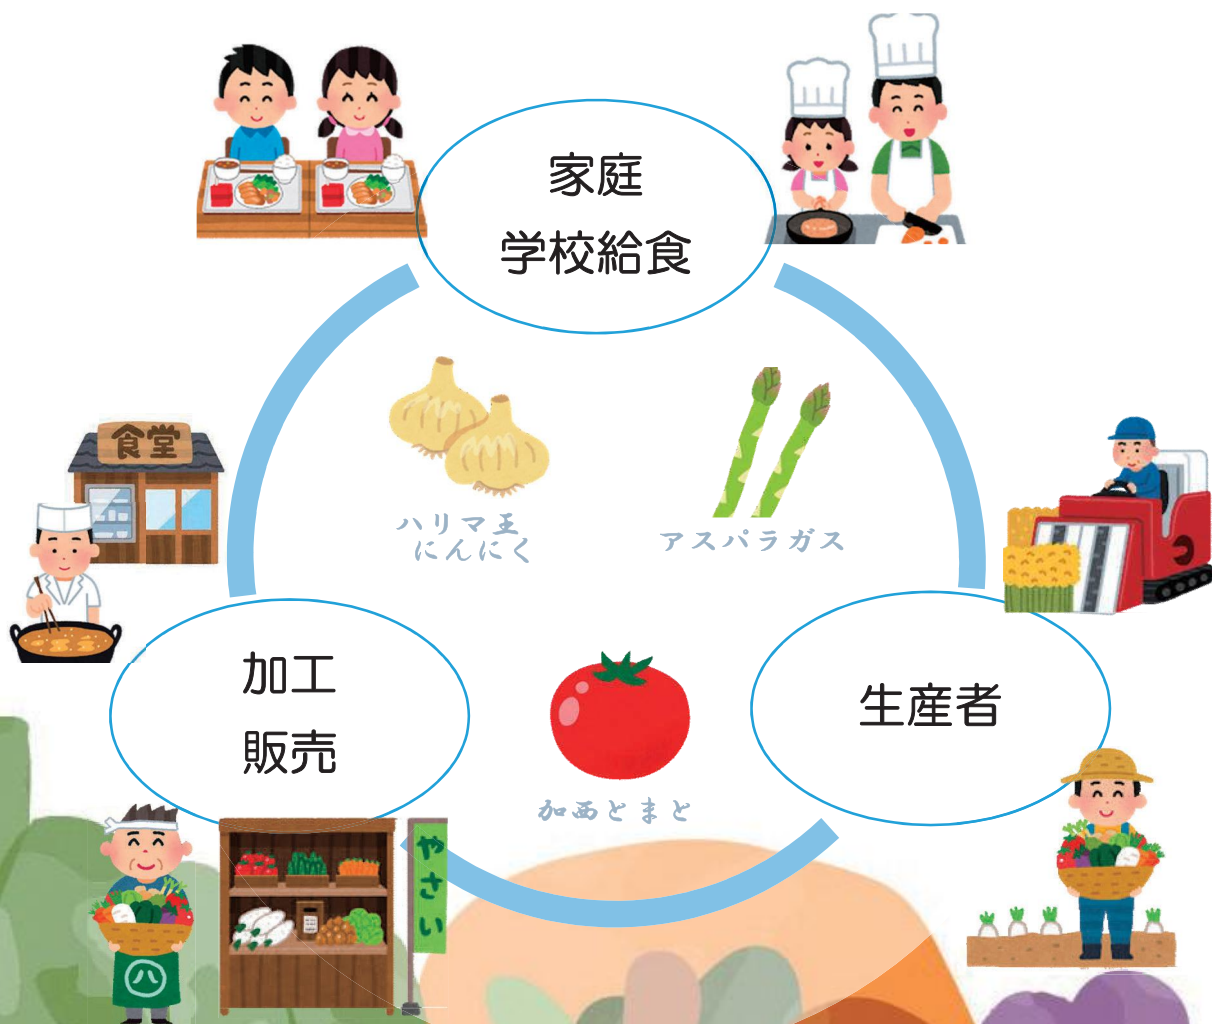 家庭
学校給食
食堂
ハリマ王
にんにく
アスパラガス
加工
販売
生産者
加西とまと
やさい
八